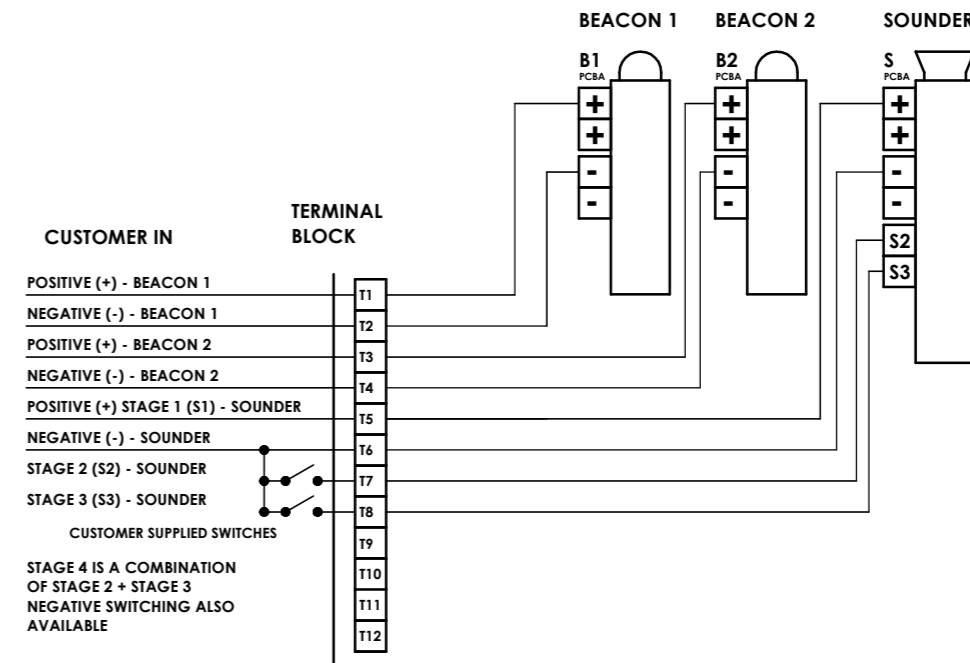 BEACON 1
BEACON 2
SOUNDER
B1
PCBA
B2
PCBA
S
PCBA
+
+
-
-
+
+
-
-
+
+
-
-
S2
S3
CUSTOMER IN
TERMINAL
BLOCK
POSITIVE (+) - BEACON 1
T1
NEGATIVE (-) - BEACON 1
T2
POSITIVE (+) - BEACON 2
T3
NEGATIVE (-) - BEACON 2
T4
POSITIVE (+) STAGE 1 (S1) - SOUNDER
T5
NEGATIVE (-) - SOUNDER
T6
STAGE 2 (S2) - SOUNDER
T7
STAGE 3 (S3) - SOUNDER
T8
CUSTOMER SUPPLIED SWITCHES
T9
T10
T11
T12
STAGE 4 IS A COMBINATION
OF STAGE 2 + STAGE 3
NEGATIVE SWITCHING ALSO
AVAILABLE